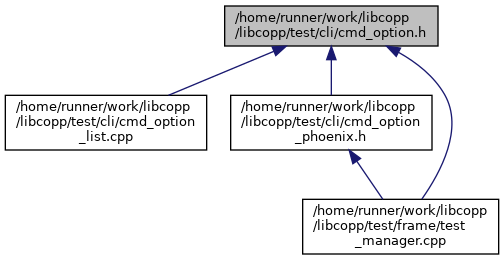 /home/runner/work/libcopp
/libcopp/test/cli/cmd_option.h
/home/runner/work/libcopp
/libcopp/test/cli/cmd_option
_list.cpp
/home/runner/work/libcopp
/libcopp/test/cli/cmd_option
_phoenix.h
/home/runner/work/libcopp
/libcopp/test/frame/test
_manager.cpp